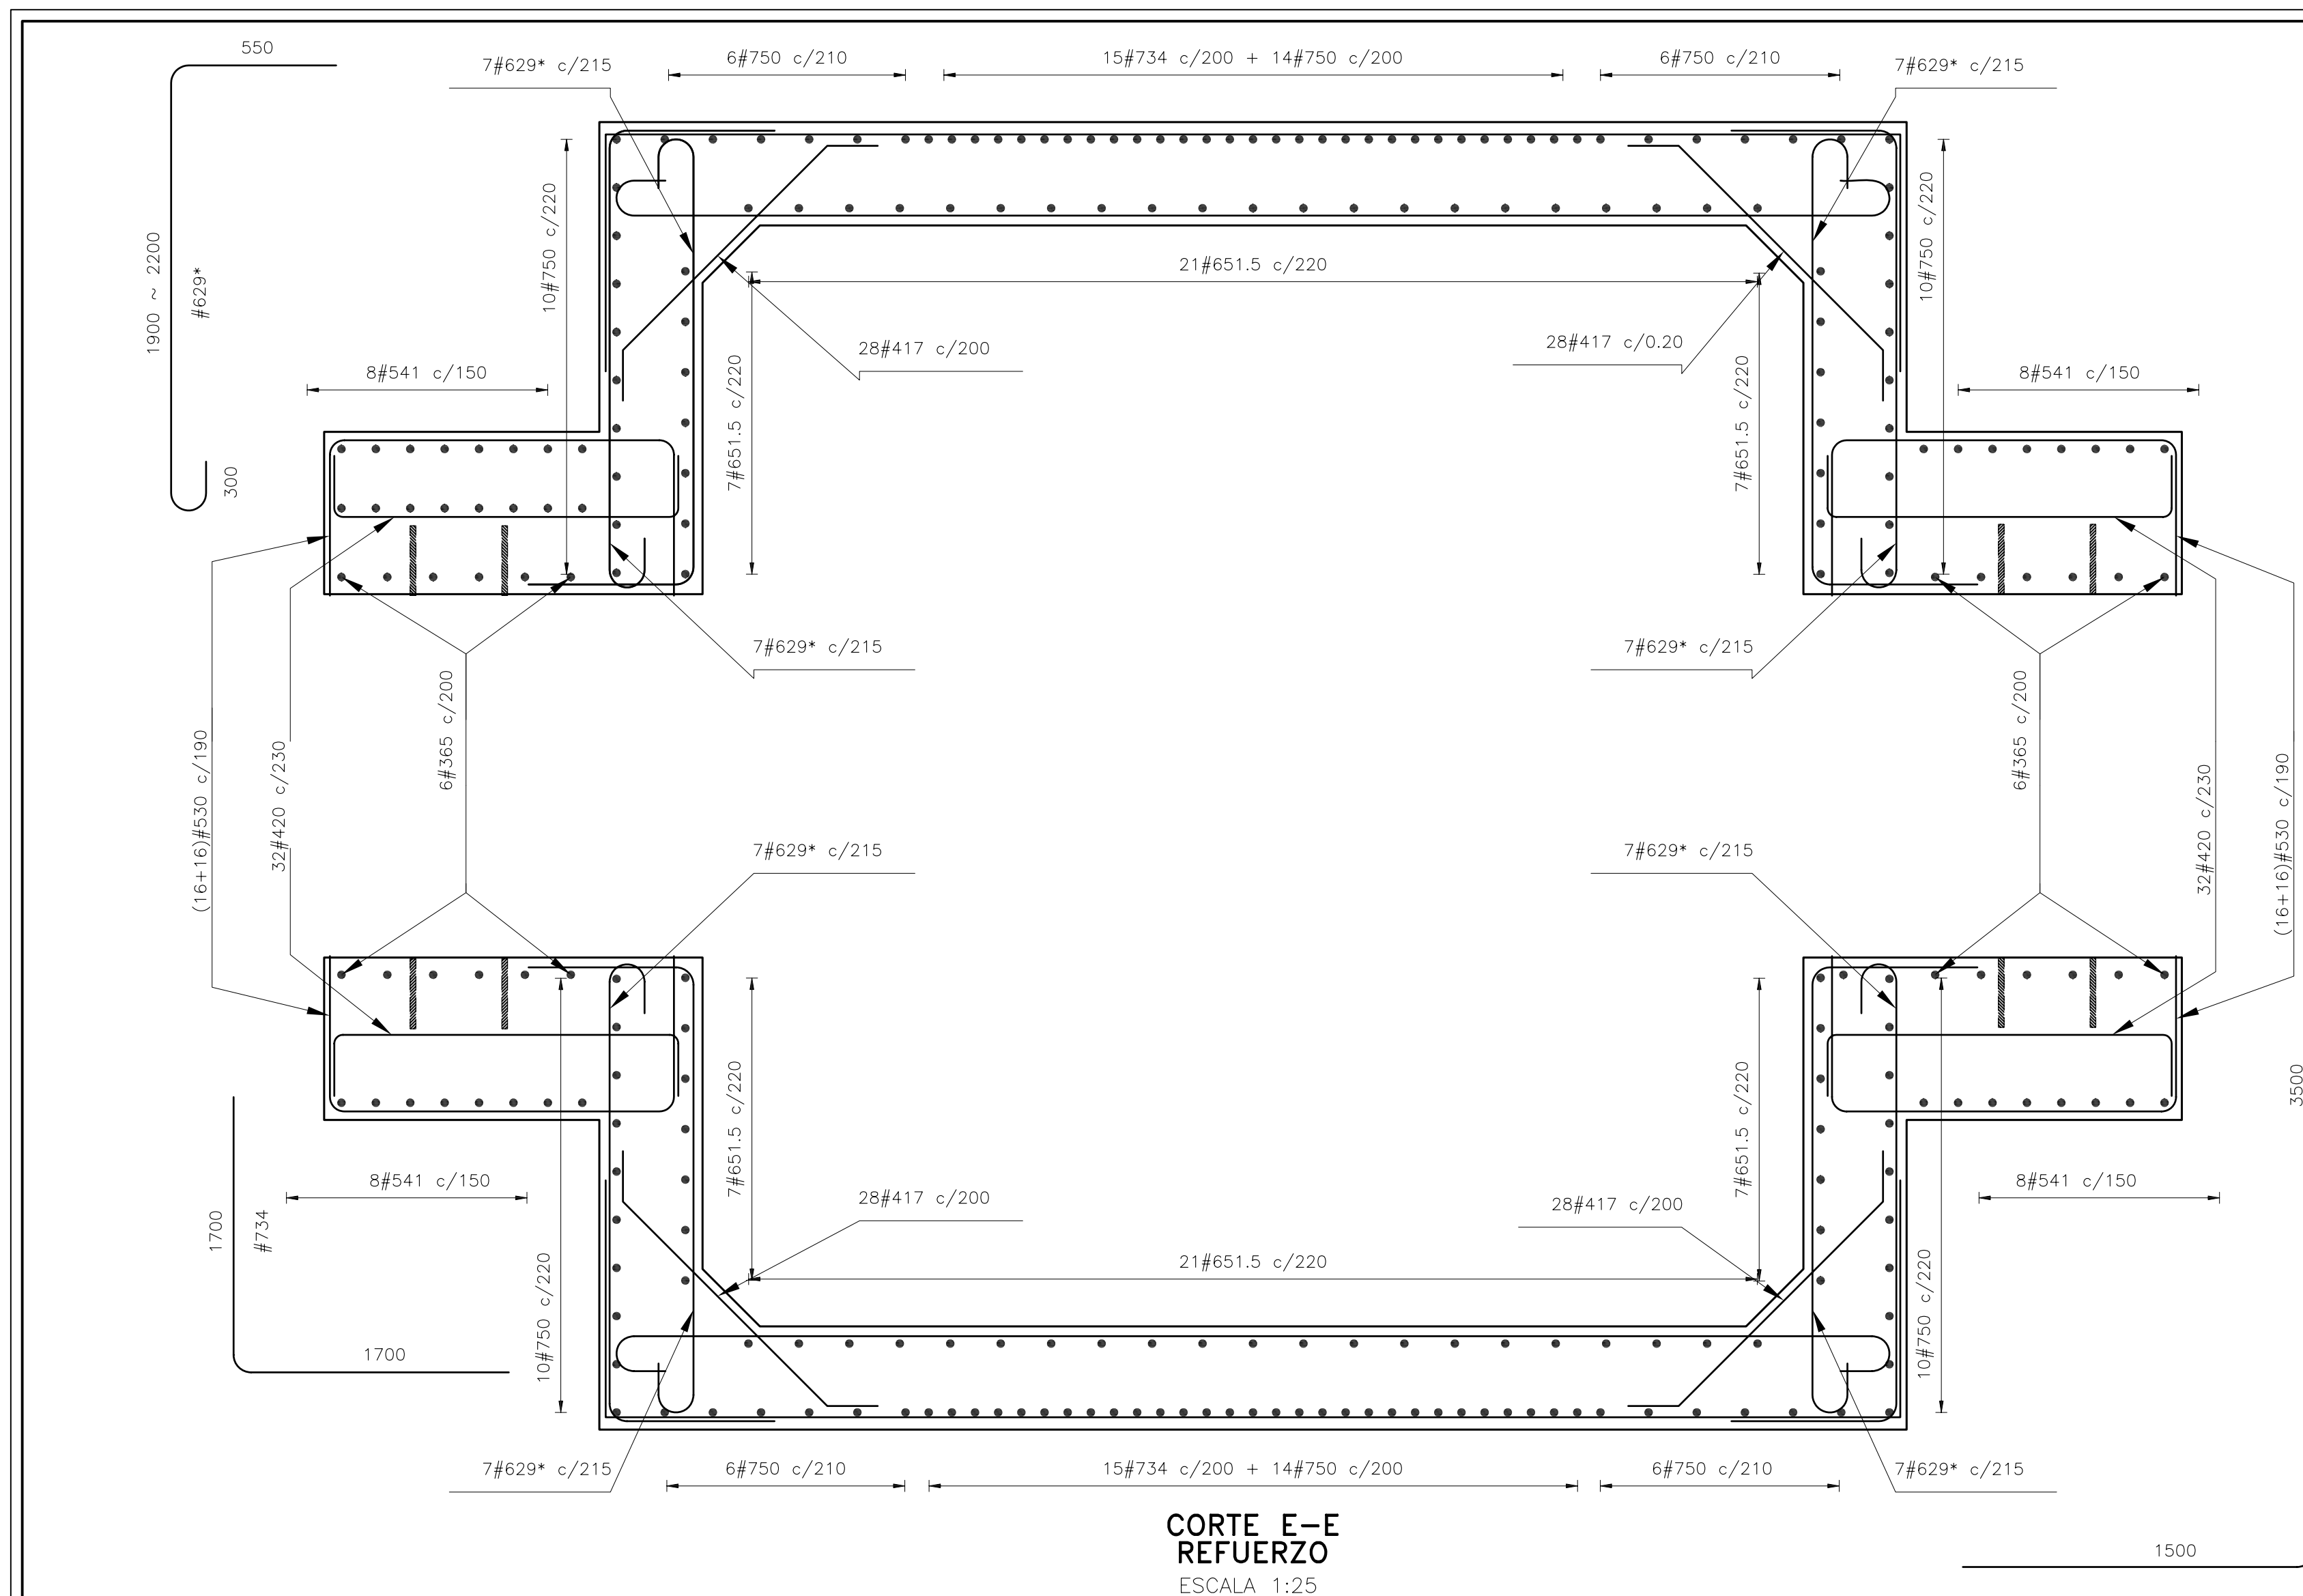 550
7#629* c/215
6#750 c/210
15#734 c/200 + 14#750 c/200
6#750 c/210
7#629* c/215
1900 ~ 2200
#629*
300
10#750 c/220
10#750 c/220
21#651.5 c/220
28#417 c/200
28#417 c/0.20
8#541 c/150
8#541 c/150
7#651.5 c/220
7#651.5 c/220
7#629* c/215
7#629* c/215
6#365 c/200
6#365 c/200
(16+16)#530 c/190
32#420 c/230
32#420 c/230
(16+16)#530 c/190
7#629* c/215
7#629* c/215
3500
7#651.5 c/220
7#651.5 c/220
8#541 c/150
8#541 c/150
1700
#734
1700
28#417 c/200
28#417 c/200
21#651.5 c/220
10#750 c/220
10#750 c/220
7#629* c/215
6#750 c/210
15#734 c/200 + 14#750 c/200
6#750 c/210
7#629* c/215
CORTE E-E
REFUERZO
ESCALA 1:25
1500